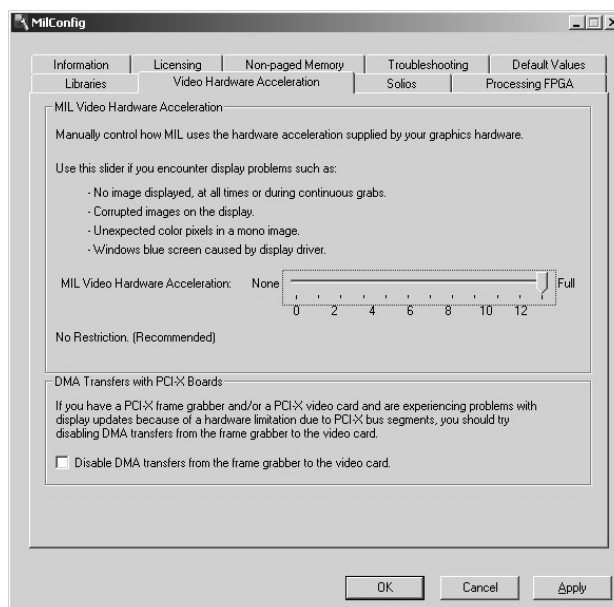 MilConfig
Information Licensing Non-paged Memory Troubleshooting Default Values
Libraries Video Hardware Acceleration Solios Processing FPGA
MIL Video Hardware Acceleration
Manually control how MIL uses the hardware acceleration supplied by your graphics hardware.
Use this slider if you encounter display problems such as:
- No image displayed, at all times or during continuous grabs.
- Corrupted images on the display.
- Unexpected color pixels in a mono image.
- Windows blue screen caused by display driver.
MIL Video Hardware Acceleration: None Full
0 2 4 6 8 10 12
No Restriction. (Recommended)
DMA Transfers with PCI-X Boards
If you have a PCI-X frame grabber and/or a PCI-X video card and are experiencing problems with
display updates because of a hardware limitation due to PCI-X bus segments, you should try
disabling DMA transfers from the frame grabber to the video card.
Disable DMA transfers from the frame grabber to the video card.
OK Cancel Apply